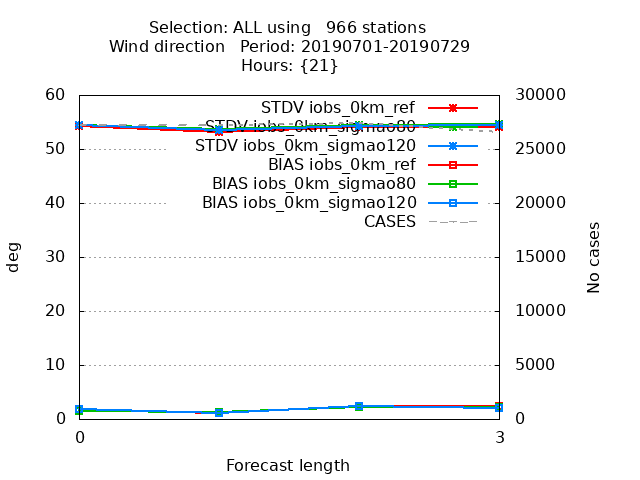 Selection: ALL using   966 stations
Wind direction   Period: 20190701-20190729
Hours: {21}
60
50
40
30
20
10
0
deg
STDV iobs_0km_ref
STDV iobs_0km_sigmao80
STDV iobs_0km_sigmao120
BIAS iobs_0km_ref
BIAS iobs_0km_sigmao80
BIAS iobs_0km_sigmao120
CASES
30000
25000
20000
15000
10000
5000
0
No cases
0
3
Forecast length